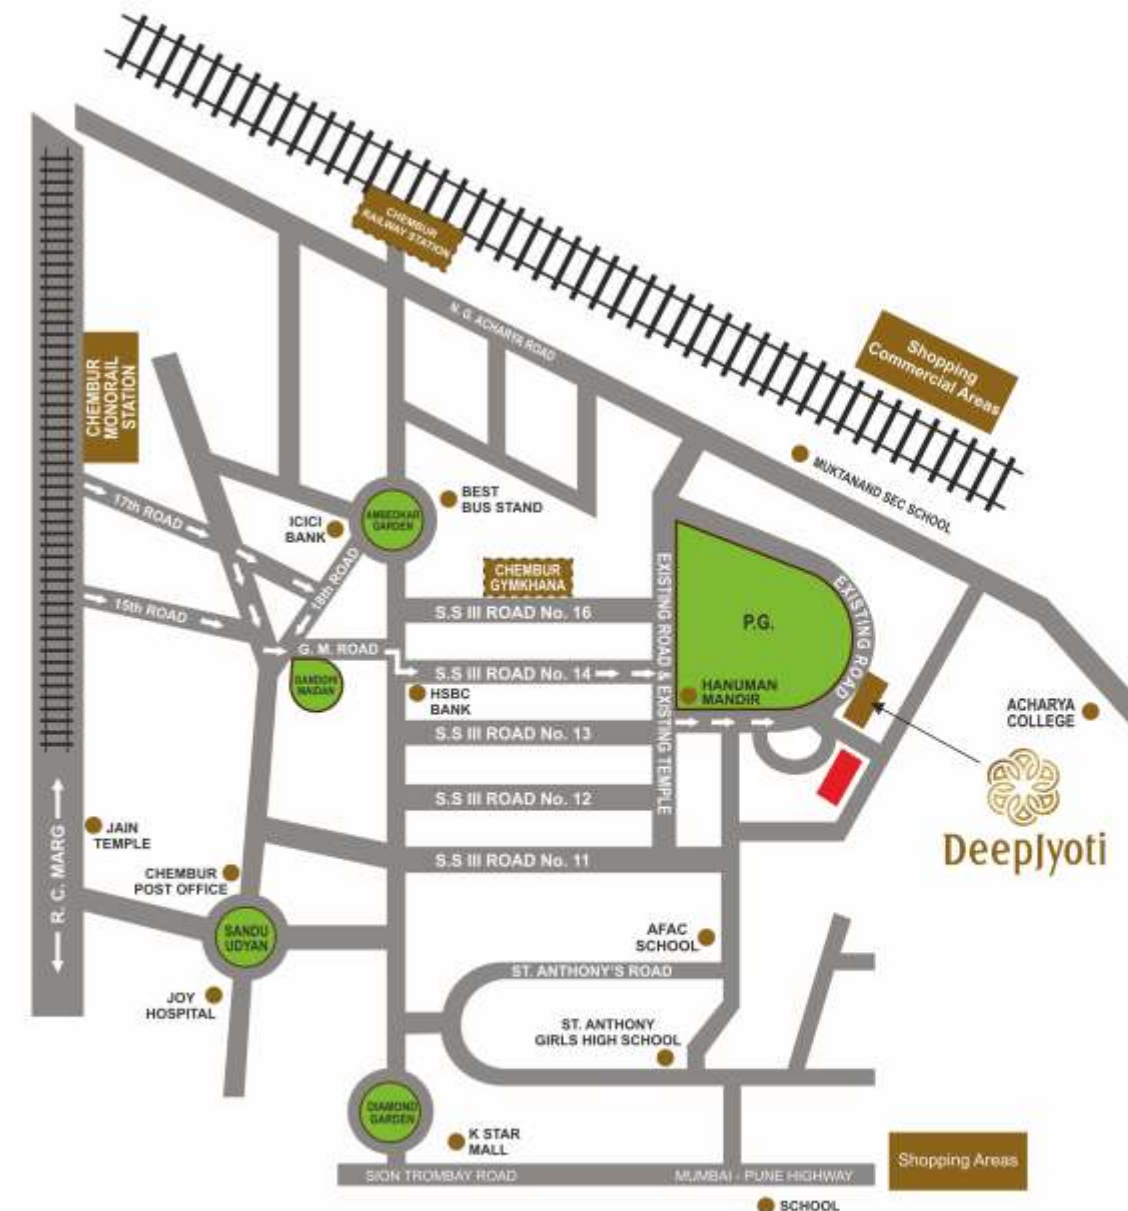 CHEMBUR
RAILWAY STATION
N. G. ACHARYA ROAD
Shopping
Commercial Areas
CHEMBUR
MONORAIL
STATION
MUKTANAND SEC SCHOOL
17th ROAD
ICICI
BANK
AMBEDKAR
GARDEN
BEST
BUS STAND
18th ROAD
CHEMBUR
GYMKHANA
15th ROAD
S.S III ROAD No. 16
EXISTING ROAD & EXISTING TEMPLE
P.G.
EXISTING ROAD
G. M. ROAD
S.S III ROAD No. 14
MAIDAN
HSBC
BANK
HANUMAN
MANDIR
ACHARYA
COLLEGE
S.S III ROAD No. 13
S.S III ROAD No. 12
DeepJyoti
R. C. MARG
JAIN
TEMPLE
S.S III ROAD No. 11
CHEMBUR
POST OFFICE
SANDU
UDYAN
AFAC
SCHOOL
ST. ANTHONY'S ROAD
JOY
HOSPITAL
ST. ANTHONY
GIRLS HIGH SCHOOL
DIAMOND
GARDEN
K STAR
MALL
Shopping Areas
SION TROMBAY ROAD
MUMBAI - PUNE HIGHWAY
SCHOOL